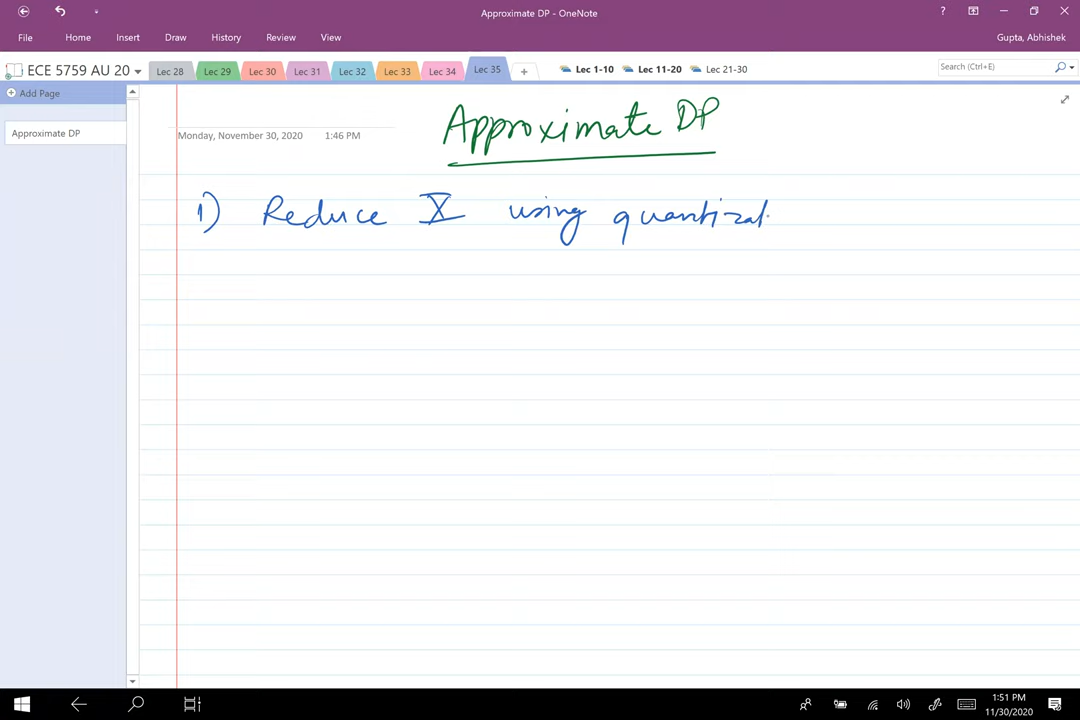 Approximate DP - OneNote
File Home Insert Draw History Review View
Gupta, Abhishek
ECE 5759 AU 20
Lec 28 Lec 29 Lec 30 Lec 31 Lec 32 Lec 33 Lec 34 Lec 35
Lec 1-10 Lec 11-20 Lec 21-30
Search (Ctrl+E)
Add Page
Approximate DP
Approximate DP
Monday, November 30, 2020 1:46 PM
1) Reduce X using quantizat
1:51 PM
11/30/2020